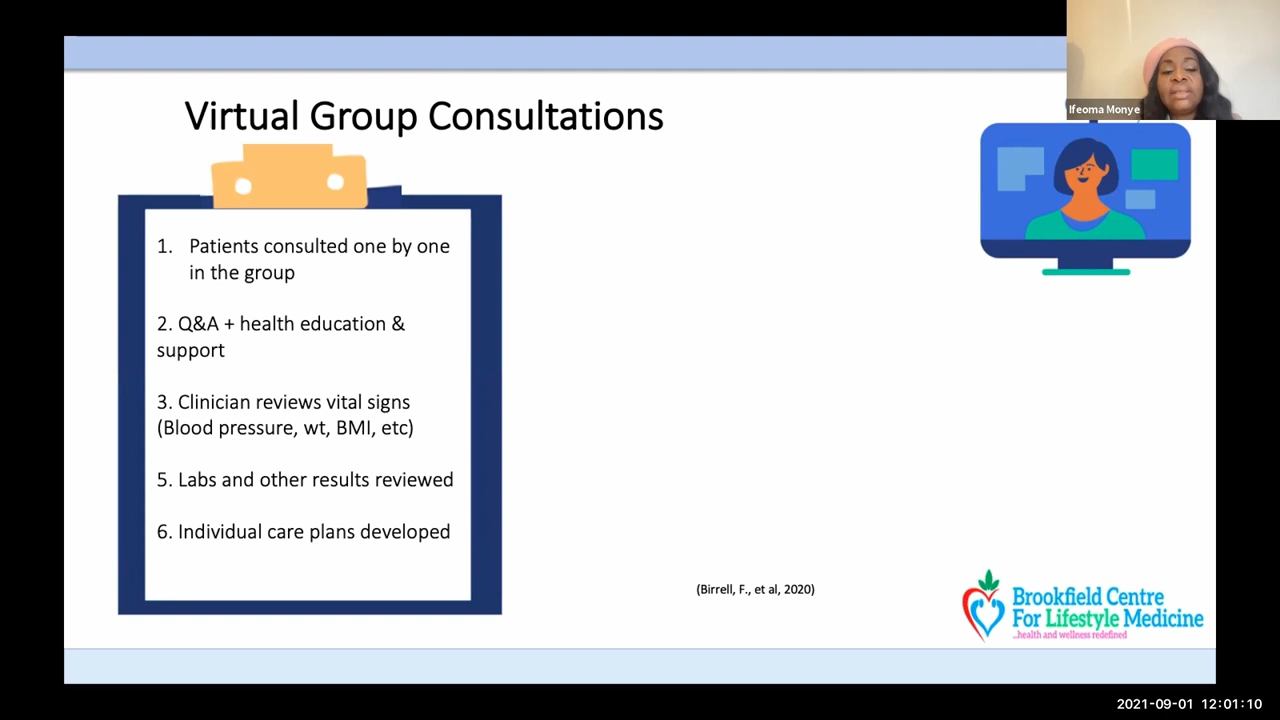 Virtual Group Consultations
Ifeoma Monye
1. Patients consulted one by one
in the group
2. Q&A + health education &
support
3. Clinician reviews vital signs
(Blood pressure, wt, BMI, etc)
5. Labs and other results reviewed
6. Individual care plans developed
(Birrell, F., et al, 2020)
Brookfield Centre
For Lifestyle Medicine
...health and wellness redefined
2021-09-01 12:01:10